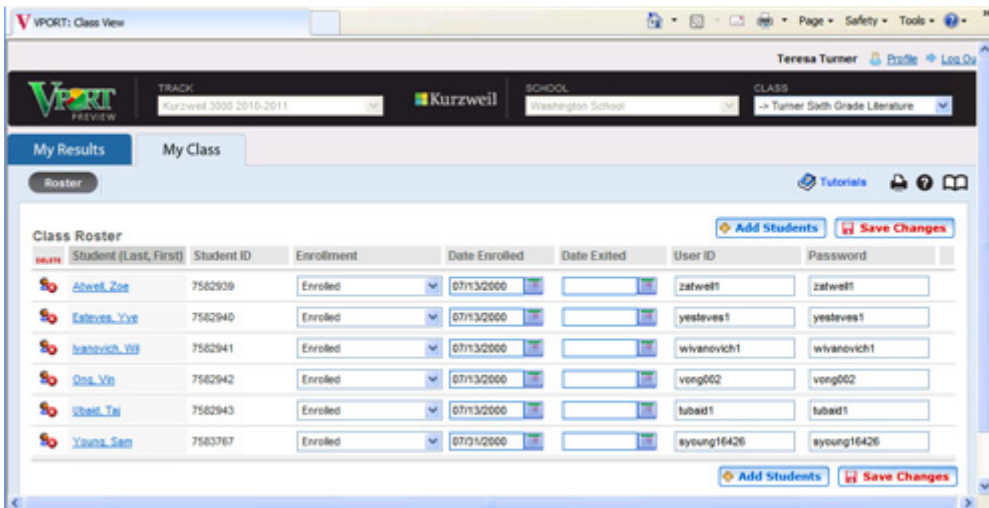 VPORT: Class View
Page Safety Tools
Teresa Turner Profile Log Ou
VPORT
PREVIEW
TRACK
Kurzweil 3000 2010-2011
Kurzweil
SCHOOL
Washington School
CLASS
-> Turner Sixth Grade Literature
My Results My Class
Roster Tutorials
Add Students Save Changes
Class Roster
DELETE Student (Last, First) Student ID Enrollment Date Enrolled Date Exited User ID Password
Atwell, Zoe 7582939 Enrolled 07/13/2000 zatwell1 zatwell1
Esteves, Yve 7582940 Enrolled 07/13/2000 yesteves1 yesteves1
Ivanovich, Wil 7582941 Enrolled 07/13/2000 wivanovich1 wivanovich1
Ong, Vin 7582942 Enrolled 07/13/2000 vong002 vong002
Ubaid, Tai 7582943 Enrolled 07/13/2000 tubaid1 tubaid1
Young, Sam 7583767 Enrolled 07/31/2000 syoung16426 syoung16426
Add Students Save Changes